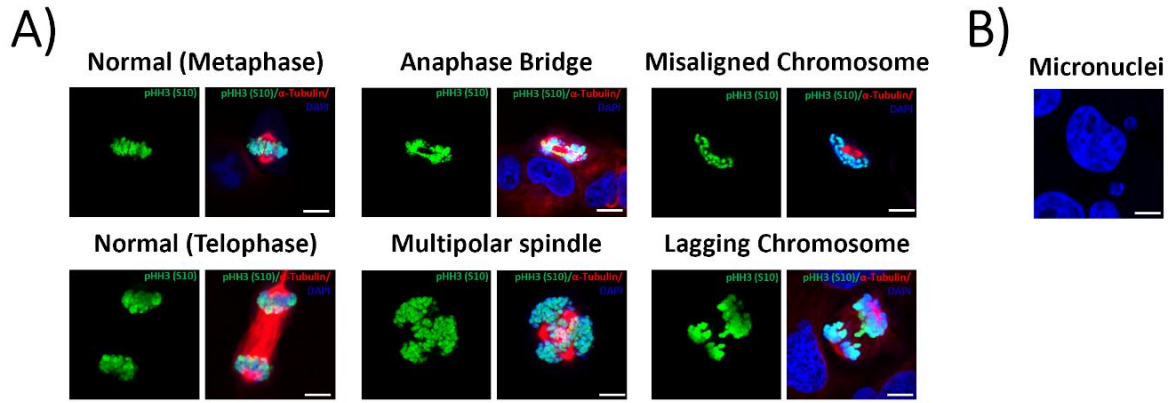 A)
B)
Normal (Metaphase)
Anaphase Bridge
Misaligned Chromosome
Micronuclei
pHH3 (S10)
pHH3 (S10)/α-Tubulin/
DAPI
pHH3 (S10)
pHH3 (S10)/α-Tubulin/
DAPI
pHH3 (S10)
pHH3 (S10)/α-Tubulin/
DAPI
Normal (Telophase)
Multipolar spindle
Lagging Chromosome
pHH3 (S10)
pHH3 (S10)/α-Tubulin/
DAPI
pHH3 (S10)
pHH3 (S10)/α-Tubulin/
DAPI
pHH3 (S10)
pHH3 (S10)/α-Tubulin/
DAPI